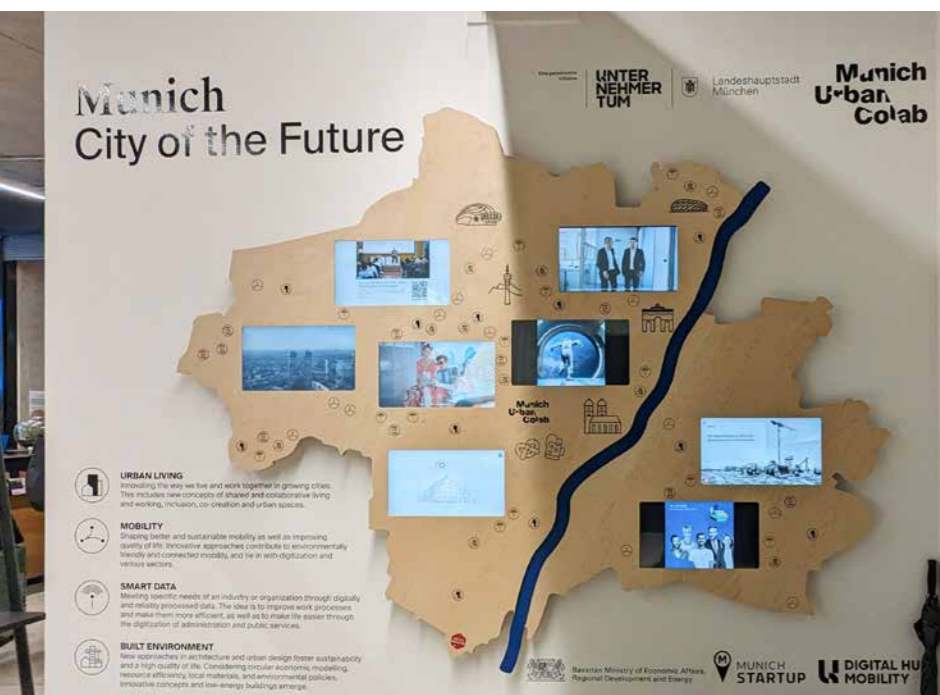 Munich
City of the Future
UNTER
NEHMER
TUM
Landeshauptstadt
München
Munich
Urban
Colab
Munich
Urban
Colab
URBAN LIVING
Innovating the way we live and work together in growing cities.
This includes new concepts of shared and collaborative living
and working, inclusion, co-creation and urban spaces.
MOBILITY
Shaping better and sustainable mobility as well as improving
quality of life. Innovative approaches contribute to environmentally
friendly and connected mobility, and tie in with digitization and
various sectors.
SMART DATA
Meeting specific needs of an industry or organization through digitally
and reliably processed data. The idea is to improve work processes
and make them more efficient, as well as to make life easier through
the digitization of administration and public services.
BUILT ENVIRONMENT
New approaches in architecture and urban design foster sustainability
and a high quality of life. Considering circular economic modelling,
resource efficiency, local materials, and environmental policies.
Innovative concepts and low-energy buildings emerge.
Bavarian Ministry of Economic Affairs,
Regional Development and Energy
MUNICH
STARTUP
DIGITAL HU
MOBILITY